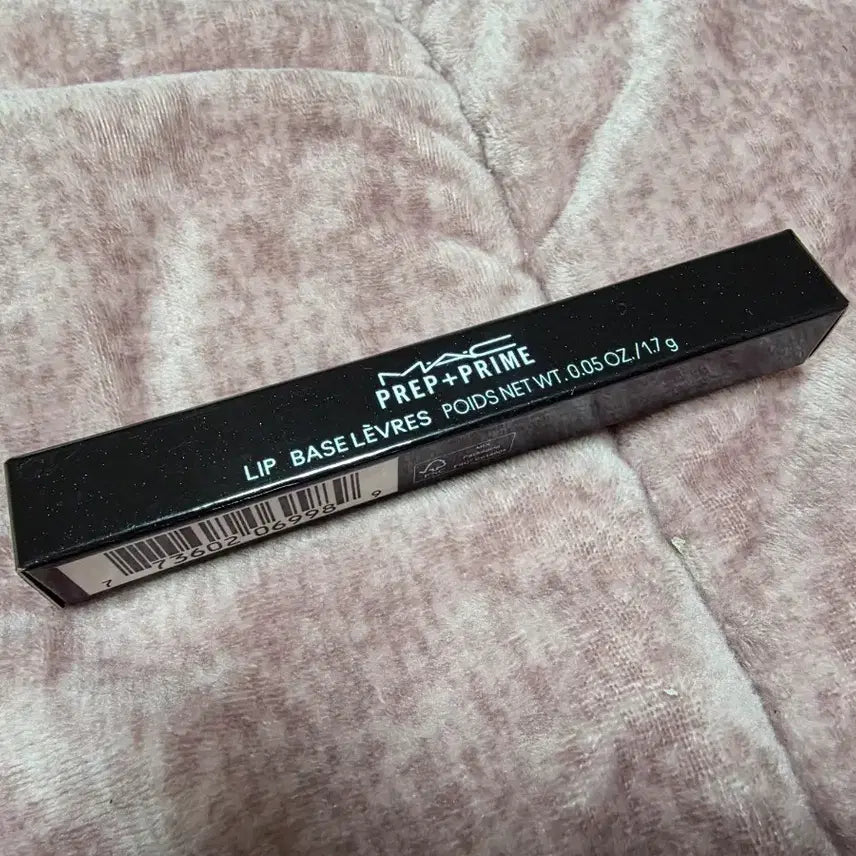 M·A·C
PREP+PRIME
LIP BASE LÈVRES POIDS NET WT. 0.05 OZ./1.7 g
7 73602 06998 9